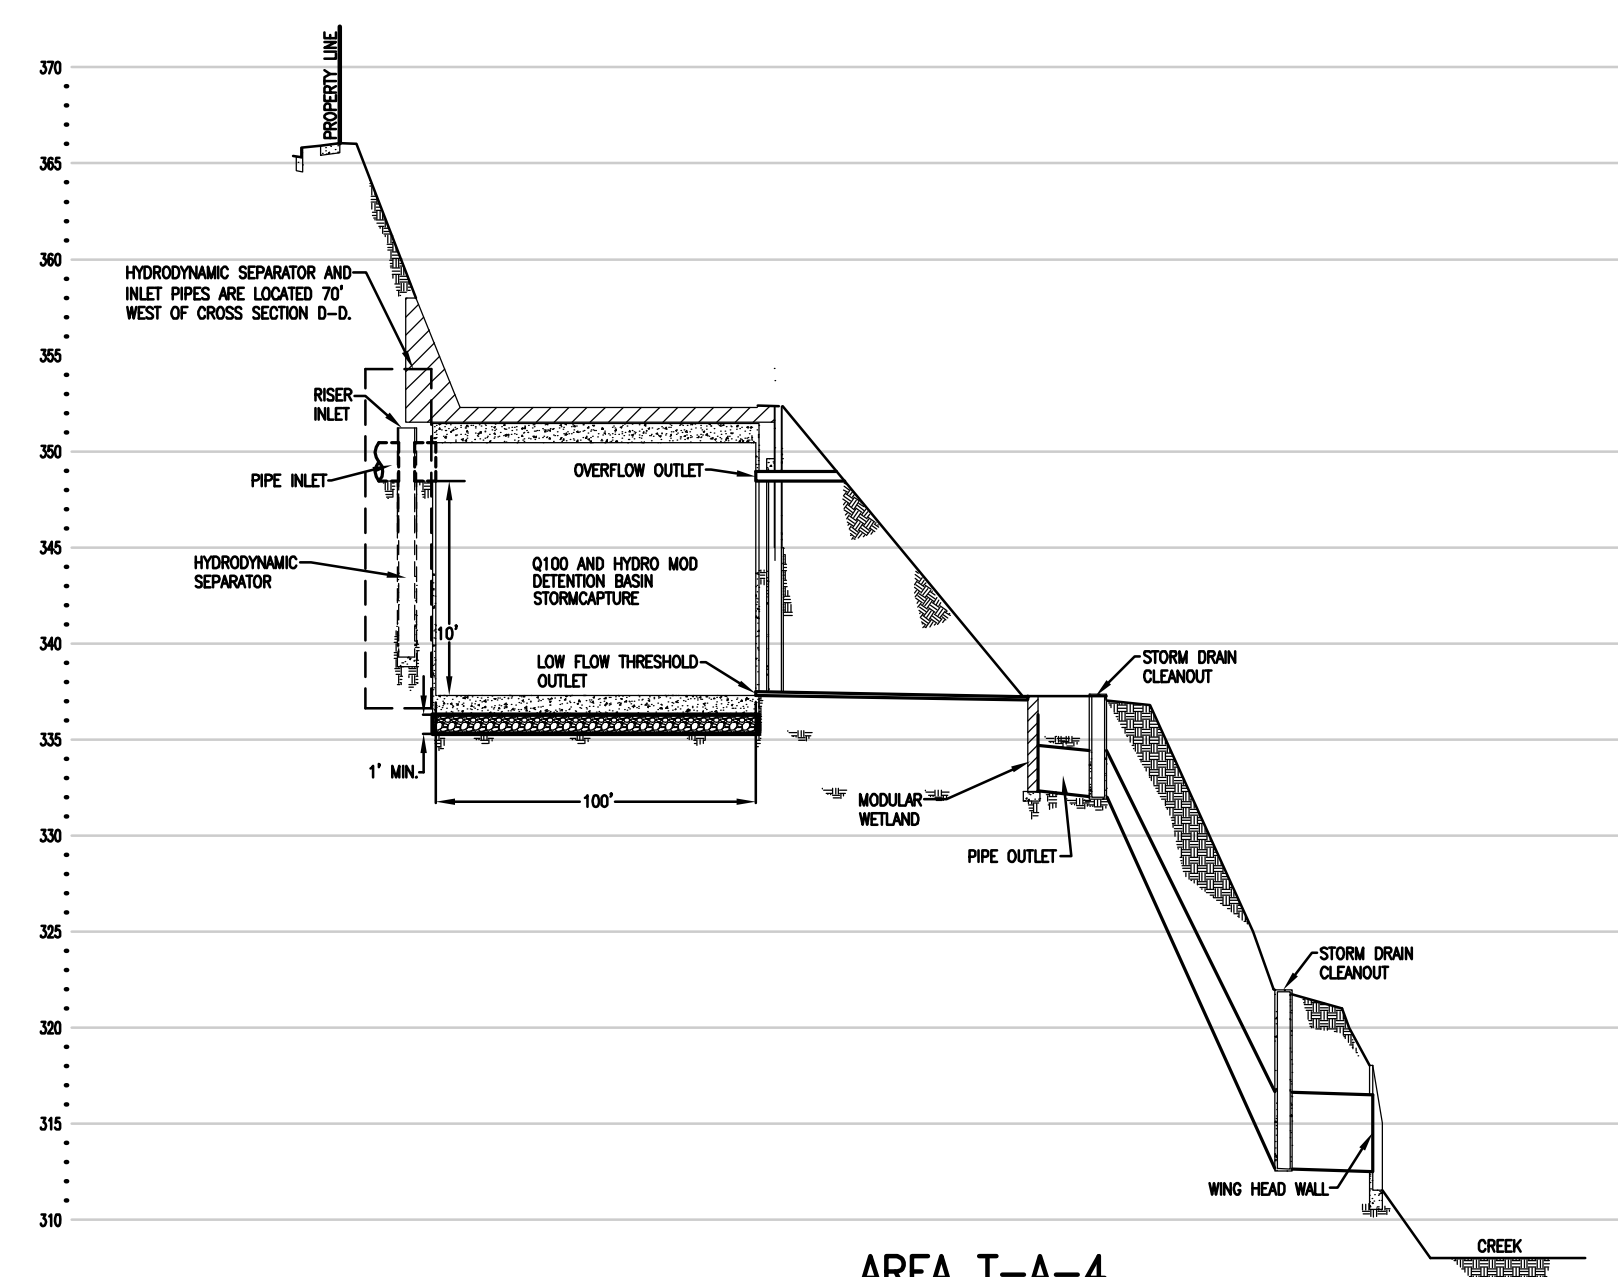 PROPERTY LINE
370
365
360
HYDRODYNAMIC SEPARATOR AND
INLET PIPES ARE LOCATED 70'
WEST OF CROSS SECTION D-D.
355
RISER
INLET
350
PIPE INLET
OVERFLOW OUTLET
345
HYDRODYNAMIC
SEPARATOR
Q100 AND HYDRO MOD
DETENTION BASIN
STORMCAPTURE
10'
340
LOW FLOW THRESHOLD
OUTLET
STORM DRAIN
CLEANOUT
335
1' MIN.
100'
MODULAR
WETLAND
330
PIPE OUTLET
325
STORM DRAIN
CLEANOUT
320
315
WING HEAD WALL
310
CREEK
AREA T-A-4